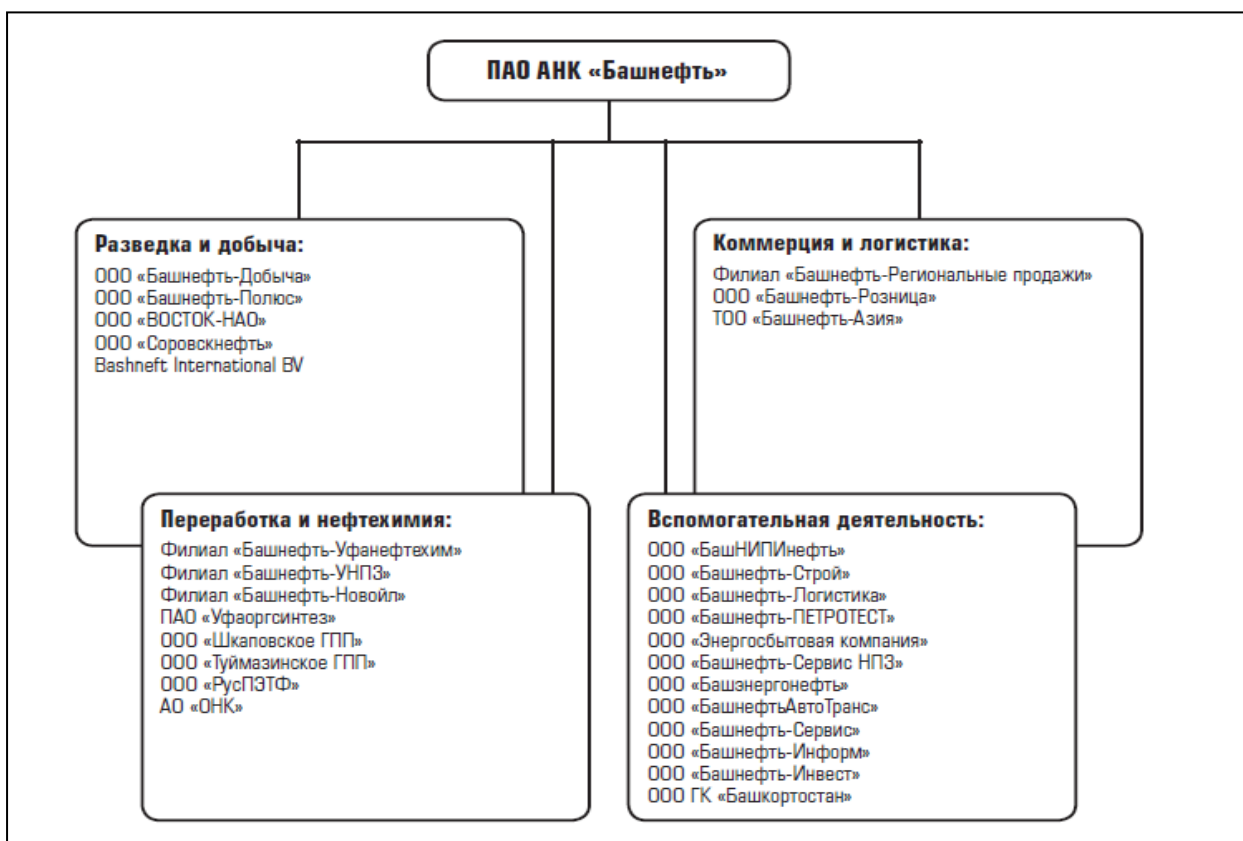 ПАО АНК «Башнефть»
Разведка и добыча:
ООО «Башнефть-Добыча»
ООО «Башнефть-Полюс»
ООО «ВОСТОК-НАО»
ООО «Соровскнефть»
Bashneft International BV
Коммерция и логистика:
Филиал «Башнефть-Региональные продажи»
ООО «Башнефть-Розница»
ТОО «Башнефть-Азия»
Переработка и нефтехимия:
Филиал «Башнефть-Уфанефтехим»
Филиал «Башнефть-УНПЗ»
Филиал «Башнефть-Новойл»
ПАО «Уфаоргсинтез»
ООО «Шкаповское ГПП»
ООО «Туймазинское ГПП»
ООО «РусПЭТФ»
АО «ОНК»
Вспомогательная деятельность:
ООО «БашНИПИнефть»
ООО «Башнефть-Строй»
ООО «Башнефть-Логистика»
ООО «Башнефть-ПЕТРОТЕСТ»
ООО «Энергосбытовая компания»
ООО «Башнефть-Сервис НПЗ»
ООО «Башэнергонефть»
ООО «БашнефтьАвтоТранс»
ООО «Башнефть-Сервис»
ООО «Башнефть-Информ»
ООО «Башнефть-Инвест»
ООО ГК «Башкортостан»